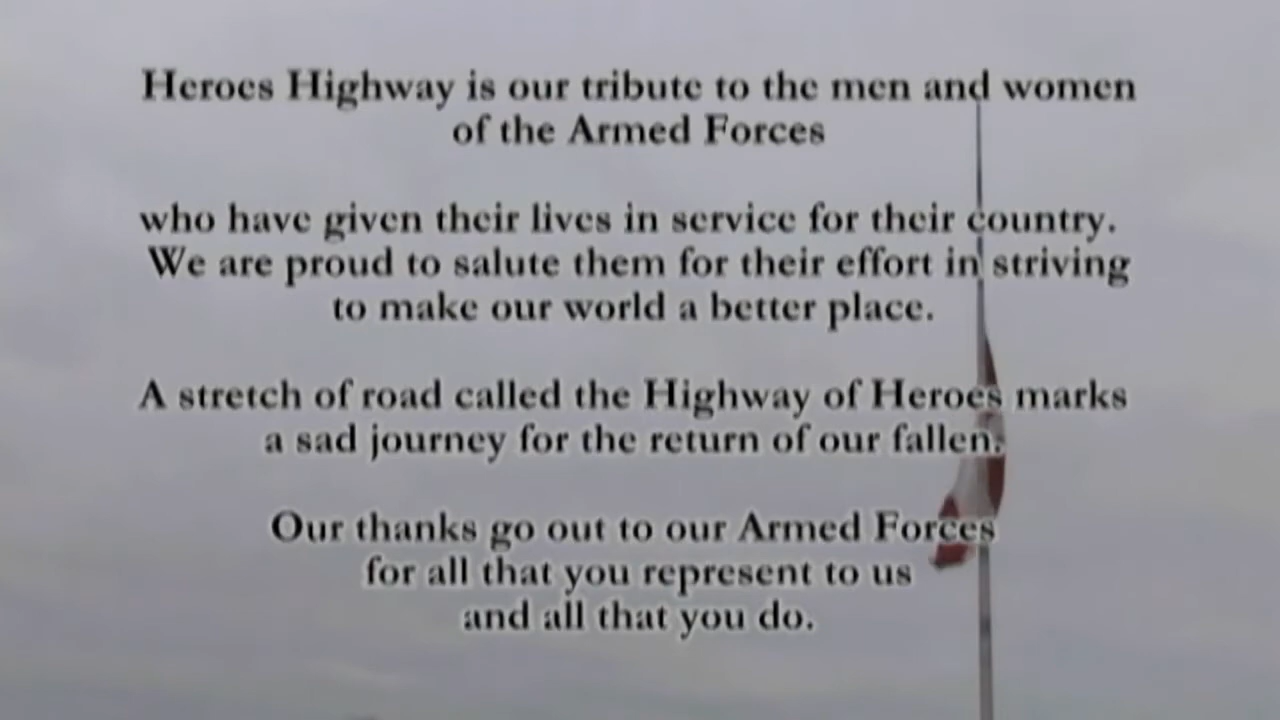 Heroes Highway is our tribute to the men and women
of the Armed Forces
who have given their lives in service for their country.
We are proud to salute them for their effort in striving
to make our world a better place.
A stretch of road called the Highway of Heroes marks
a sad journey for the return of our fallen.
Our thanks go out to our Armed Forces
for all that you represent to us
and all that you do.